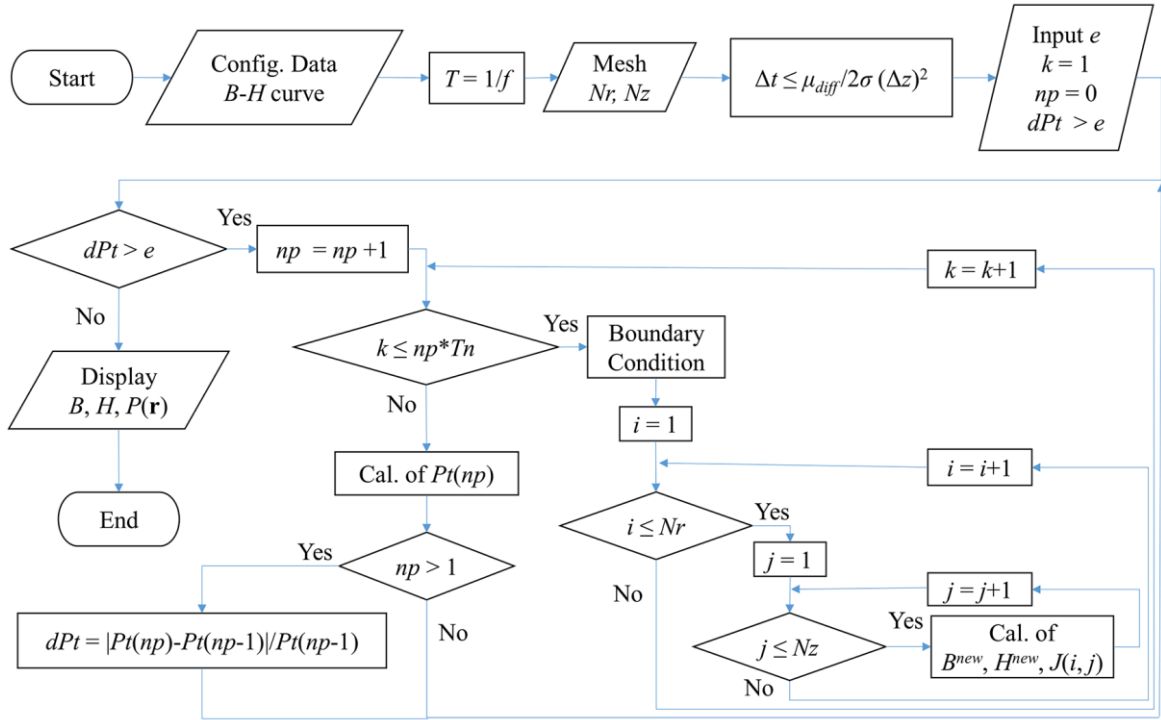 Start
Config. Data
B-H curve
T = 1/f
Mesh
Nr, Nz
Δt ≤ μ_diff/2σ (Δz)²
Input e
k = 1
np = 0
dPt > e
dPt > e
Yes
np = np +1
k = k+1
No
k ≤ np*Tn
Yes
Boundary
Condition
Display
B, H, P(r)
No
i = 1
Cal. of Pt(np)
i = i+1
End
i ≤ Nr
Yes
Yes
np > 1
j = 1
No
j = j+1
dPt = |Pt(np)-Pt(np-1)|/Pt(np-1)
No
j ≤ Nz
Yes
Cal. of
Bⁿᵉʷ, Hⁿᵉʷ, J(i, j)
No